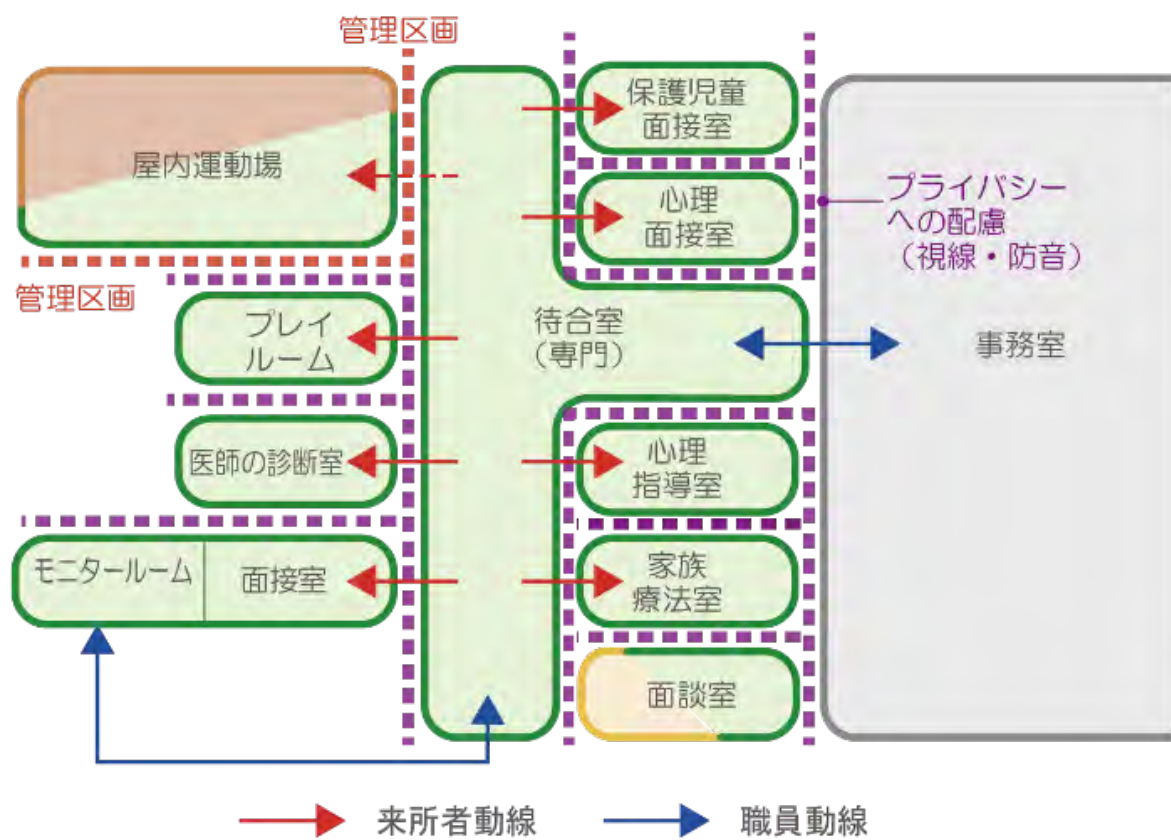 管理区画
保護児童
面接室
屋内運動場
心理
面接室
プライバシー
への配慮
（視線・防音）
管理区画
プレイ
ルーム
待合室
（専門）
事務室
医師の診断室
心理
指導室
モニタールーム
面接室
家族
療法室
面談室
来所者動線
職員動線